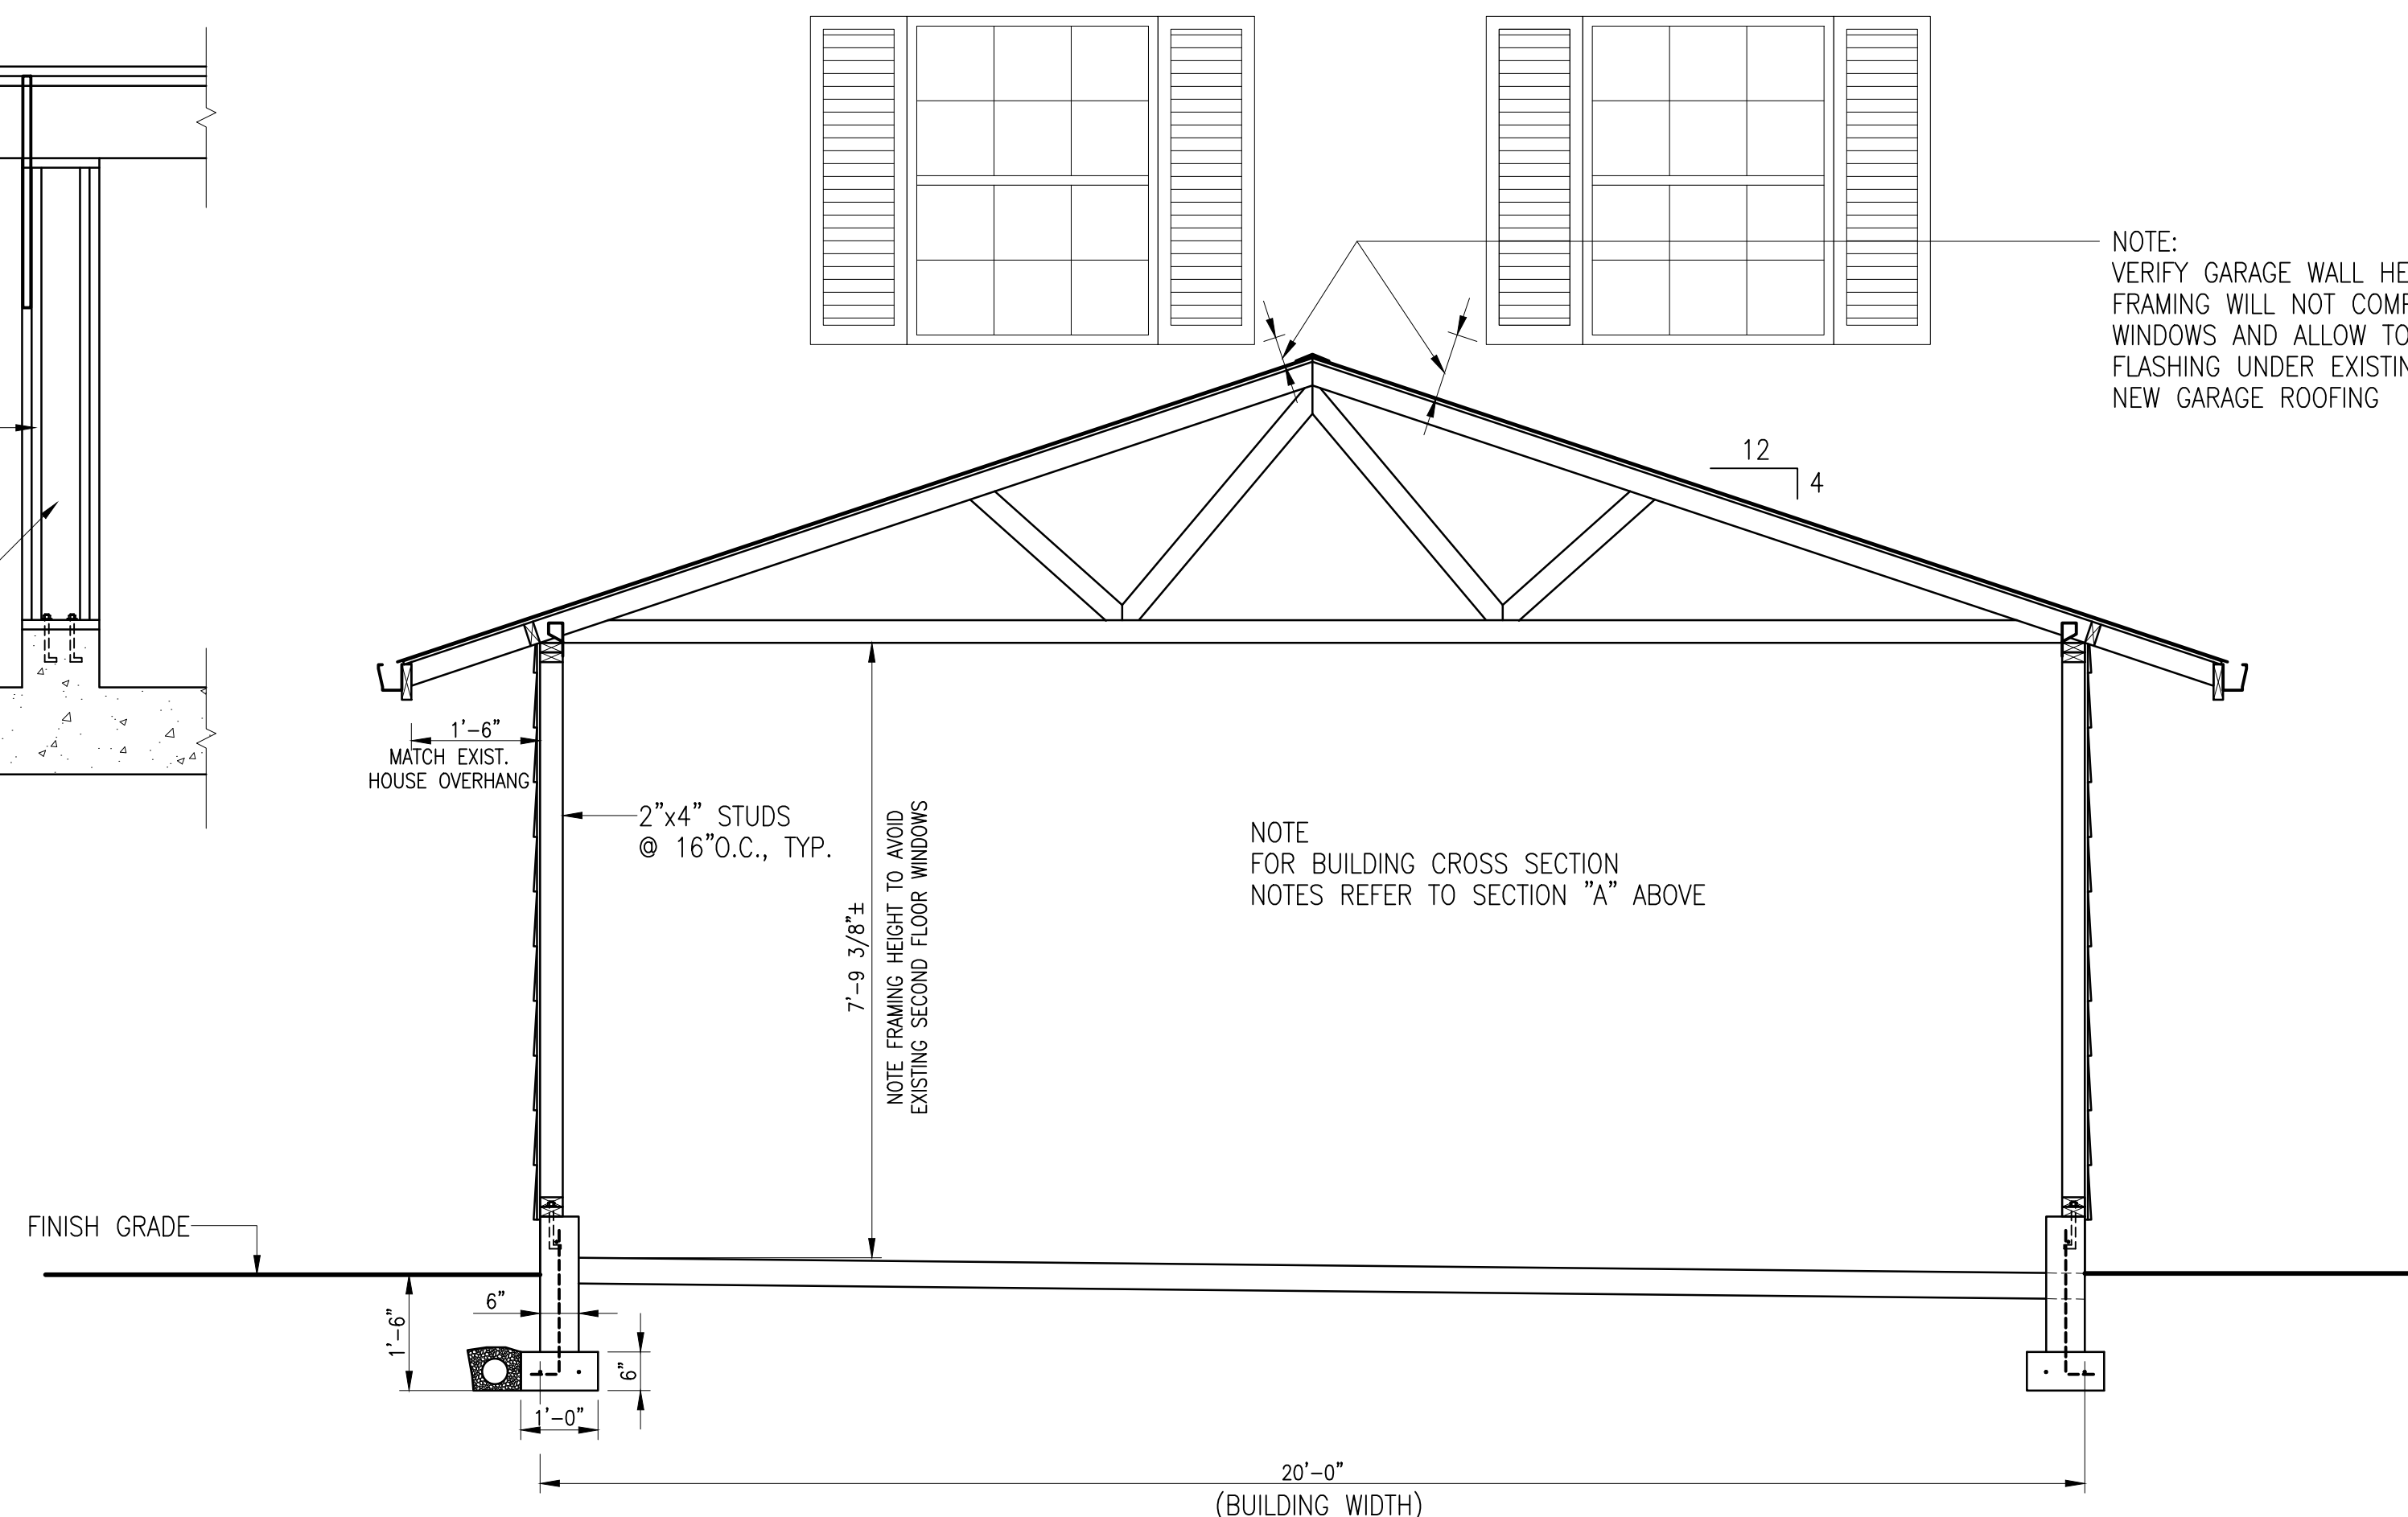 NOTE:
VERIFY GARAGE WALL
FRAMING WILL NOT
WINDOWS AND ALLOW TO
FLASHING UNDER
NEW GARAGE ROOFING
12
4
1'-6"
MATCH EXIST.
HOUSE OVERHANG
2"x4" STUDS
@ 16"O.C., TYP.
7'-9 3/8"±
NOTE FRAMING HEIGHT TO AVOID
EXISTING SECOND FLOOR WINDOWS
NOTE
FOR BUILDING CROSS SECTION
NOTES REFER TO SECTION "A" ABOVE
FINISH GRADE
1'-6"
6"
6"
1'-0"
20'-0"
(BUILDING WIDTH)